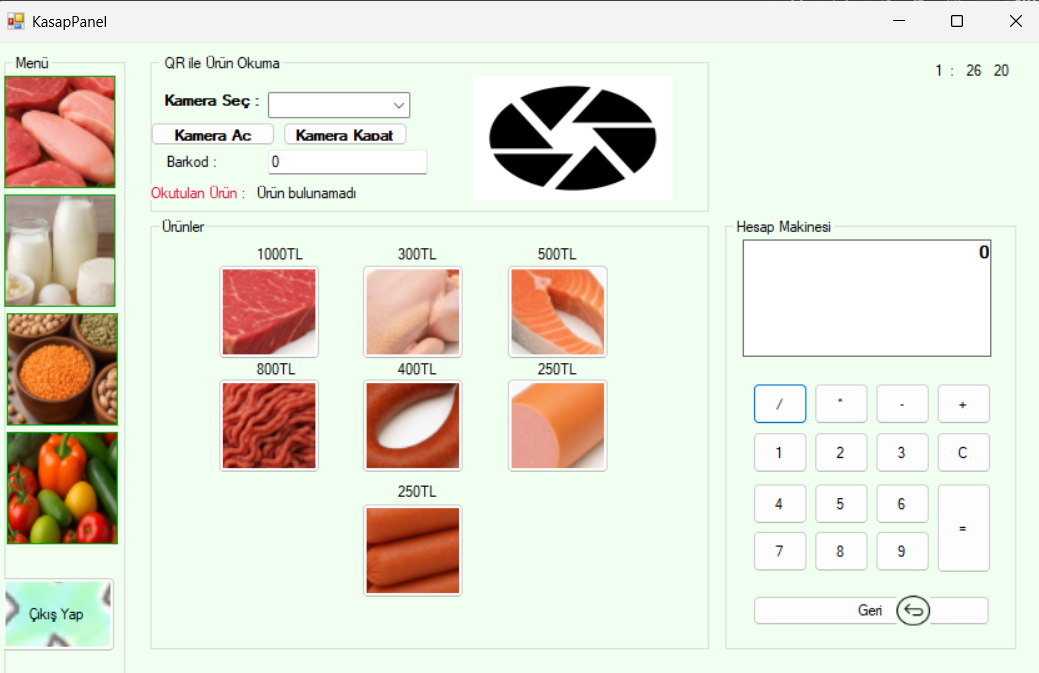 KasapPanel
Menü
QR ile Ürün Okuma
1 : 26 20
Kamera Seç :
Kamera Aç Kamera Kapat
Barkod : 0
Okutulan Ürün : Ürün bulunamadı
Ürünler
Hesap Makinesi
0
1000TL 300TL 500TL
800TL 400TL 250TL
250TL
/ * - +
1 2 3 C
4 5 6
=
7 8 9
Çıkış Yap
Geri